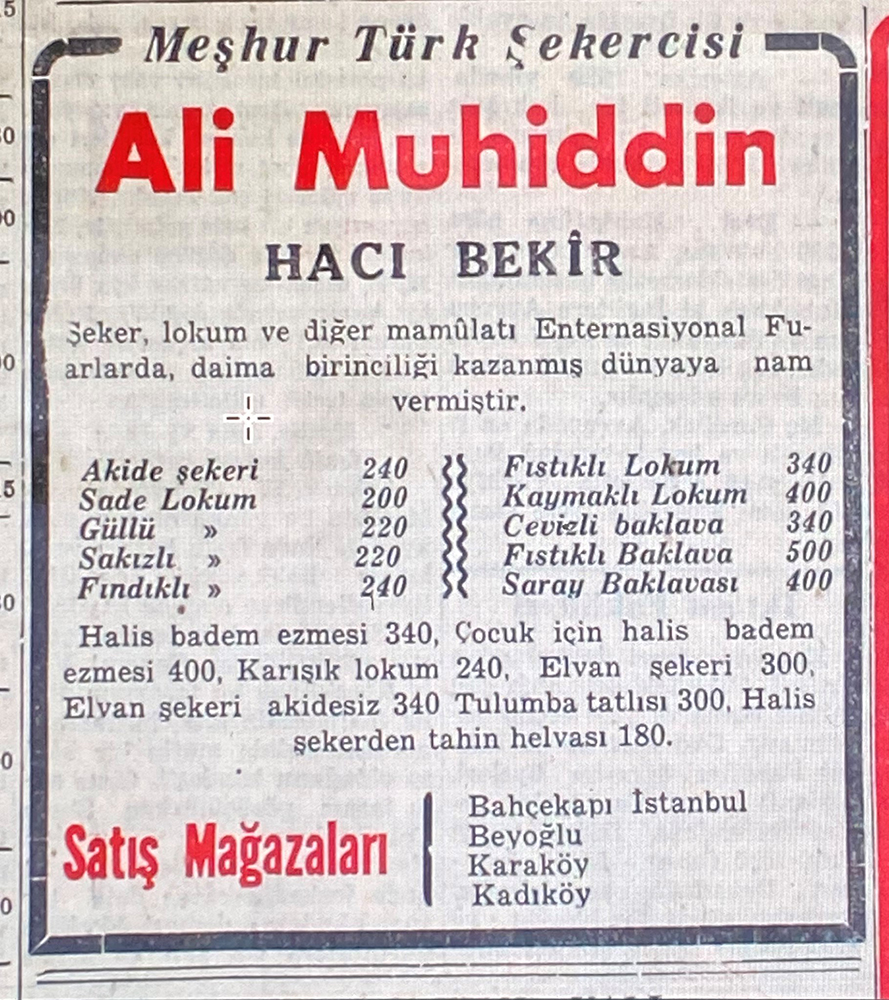 Meşhur Türk Şekercisi
Ali Muhiddin
HACI BEKİR
Şeker, lokum ve diğer mamûlatı Enternasiyonal Fu-
arlarda, daima birinciliği kazanmış dünyaya nam
vermiştir.
Akide şekeri 240
Sade Lokum 200
Güllü » 220
Sakızlı » 220
Fındıklı » 240
Fıstıklı Lokum 340
Kaymaklı Lokum 400
Cevizli baklava 340
Fıstıklı Baklava 500
Saray Baklavası 400
Halis badem ezmesi 340, Çocuk için halis badem
ezmesi 400, Karışık lokum 240, Elvan şekeri 300,
Elvan şekeri akidesiz 340 Tulumba tatlısı 300, Halis
şekerden tahin helvası 180.
Satış Mağazaları
Bahçekapı İstanbul
Beyoğlu
Karaköy
Kadıköy